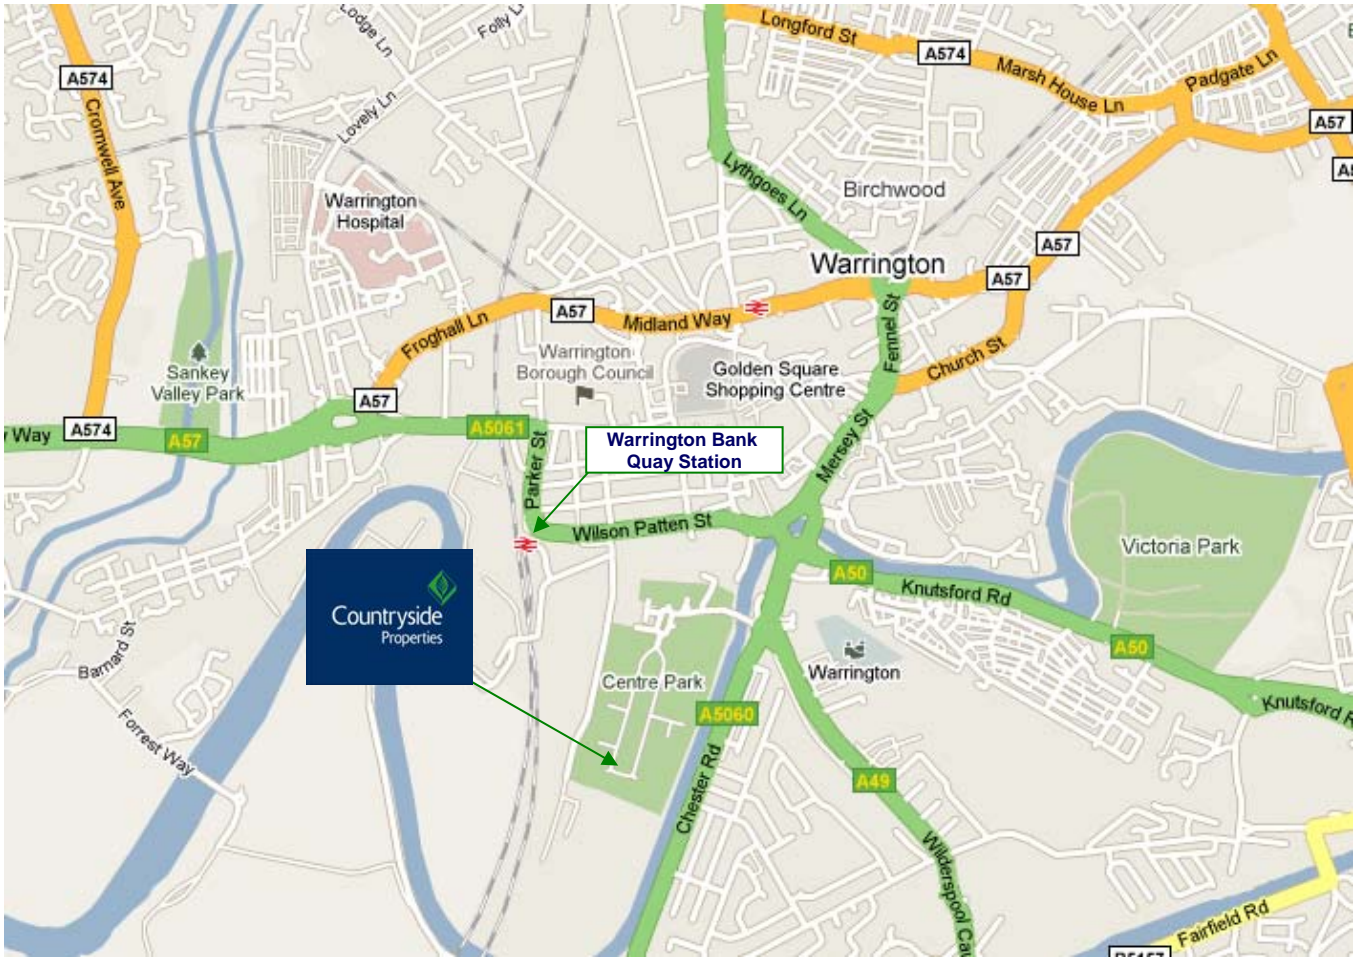 Lodge Ln
Folly Ln
Longford St
A574
Marsh House Ln
Padgate Ln
A574
Cromwell Ave
Lovely Ln
A57
Lythgoes Ln
Birchwood
Warrington
Hospital
A57
Warrington
A57
A57
Froghall Ln
Midland Way
Fennel St
Church St
Warrington
Borough Council
Golden Square
Shopping Centre
Sankey
Valley Park
A57
A574
A57
A5061
Parker St
Warrington Bank
Quay Station
Mersey St
Wilson Patten St
Victoria Park
A50
Knutsford Rd
Countryside
Properties
Barnard St
A50
Warrington
Centre Park
Knutsford R
A5060
Forrest Way
Chester Rd
A49
Wilderspool Cau
Fairfield Rd